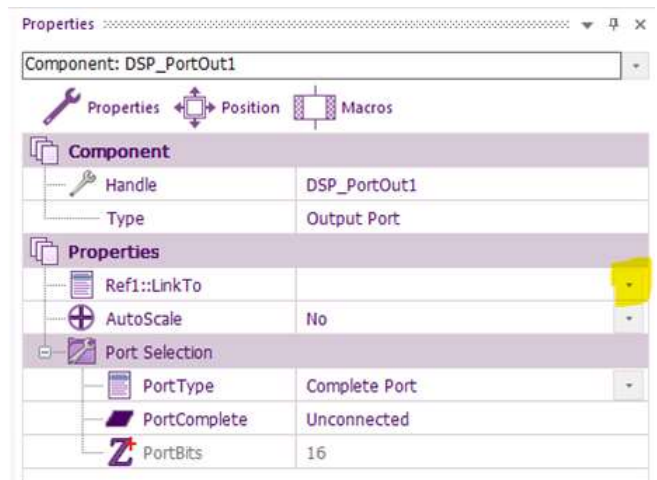 Properties
Component: DSP_PortOut1
Properties Position Macros
Component
Handle DSP_PortOut1
Type Output Port
Properties
Ref1::LinkTo
AutoScale No
Port Selection
PortType Complete Port
PortComplete Unconnected
PortBits 16